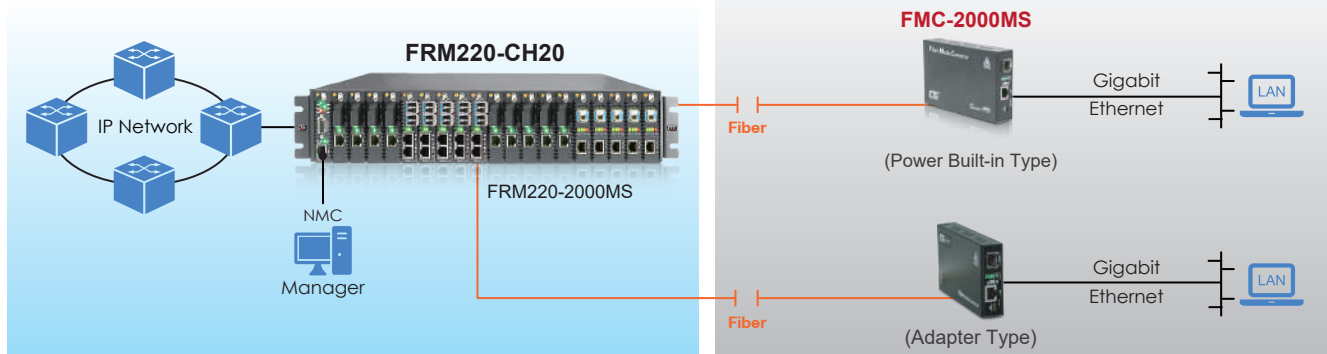 FRM220-CH20
IP Network
FRM220-2000MS
NMC
Manager
Fiber
Fiber
FMC-2000MS
Gigabit
Ethernet
LAN
(Power Built-in Type)
Gigabit
Ethernet
LAN
(Adapter Type)